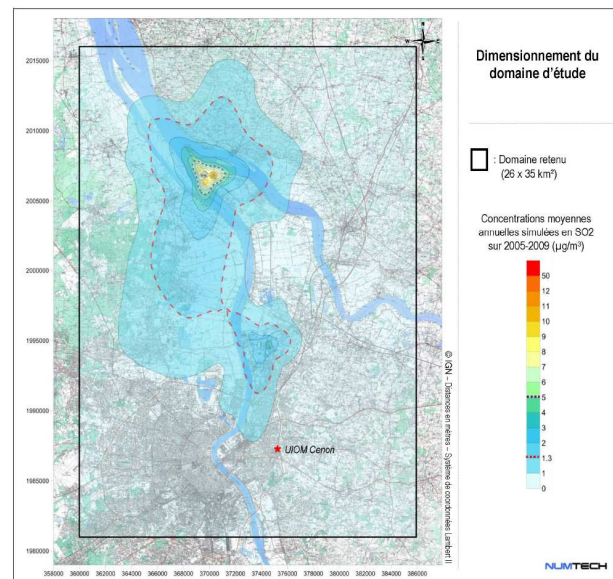 Dimensionnement du
domaine d'étude
: Domaine retenu
(26 x 35 km²)
Concentrations moyennes
annuelles simulées en SO2
sur 2005-2009 (µg/m³)
50
12
11
10
9
8
7
6
5
4
3
2
1.3
1
0
© IGN – Distances en mètres – Système de coordonnées Lambert II
NUMTECH
UIOM Cenon
2015000
2010000
2005000
2000000
1995000
1990000
1985000
1980000
358000 360000 362000 364000 366000 368000 370000 372000 374000 376000 378000 380000 382000 384000 386000